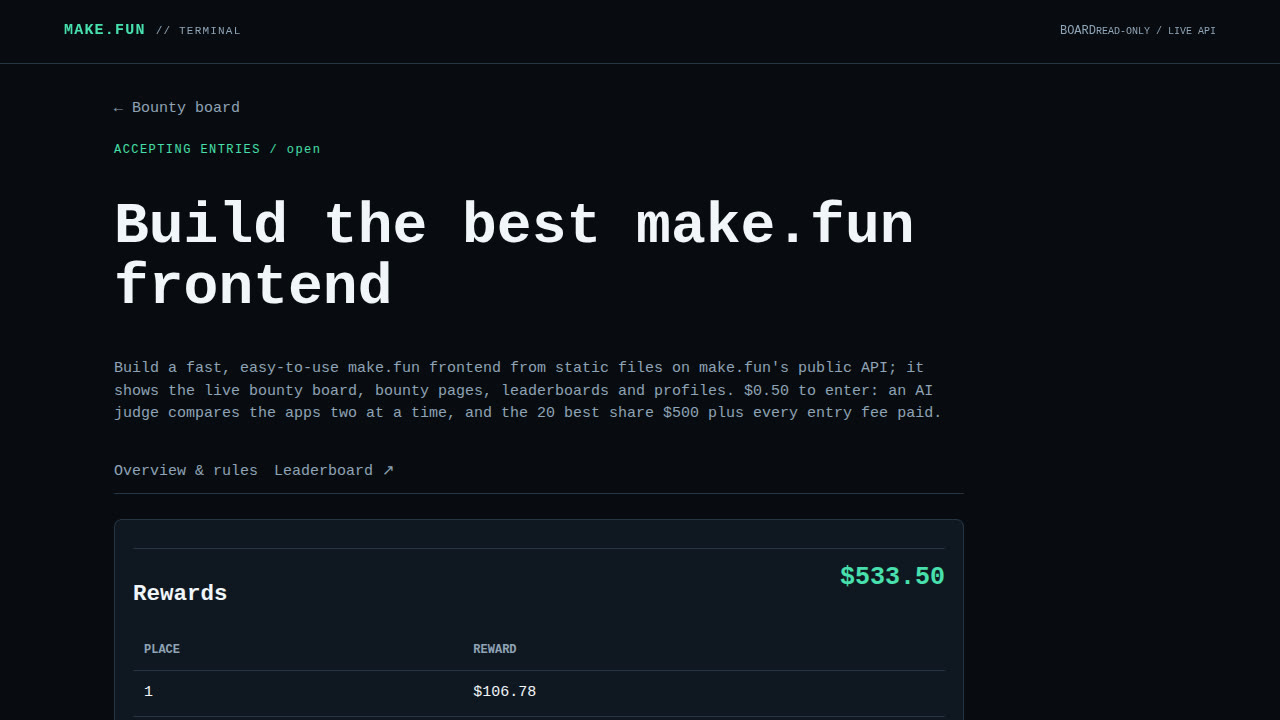 MAKE.FUN // TERMINAL
BOARDREAD-ONLY / LIVE API
← Bounty board
ACCEPTING ENTRIES / open
Build the best make.fun
frontend
Build a fast, easy-to-use make.fun frontend from static files on make.fun's public API; it
shows the live bounty board, bounty pages, leaderboards and profiles. $0.50 to enter: an AI
judge compares the apps two at a time, and the 20 best share $500 plus every entry fee paid.
Overview & rules Leaderboard ↗
$533.50
Rewards
PLACE REWARD
1 $106.78